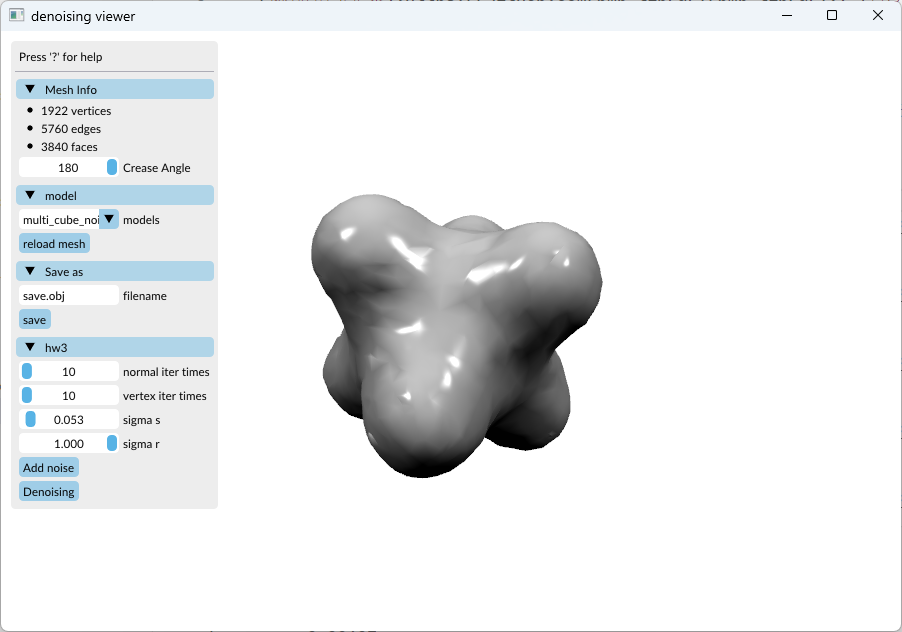 denoising viewer
Press '?' for help
Mesh Info
1922 vertices
5760 edges
3840 faces
180 Crease Angle
model
multi_cube_noi models
reload mesh
Save as
save.obj filename
save
hw3
10 normal iter times
10 vertex iter times
0.053 sigma s
1.000 sigma r
Add noise
Denoising